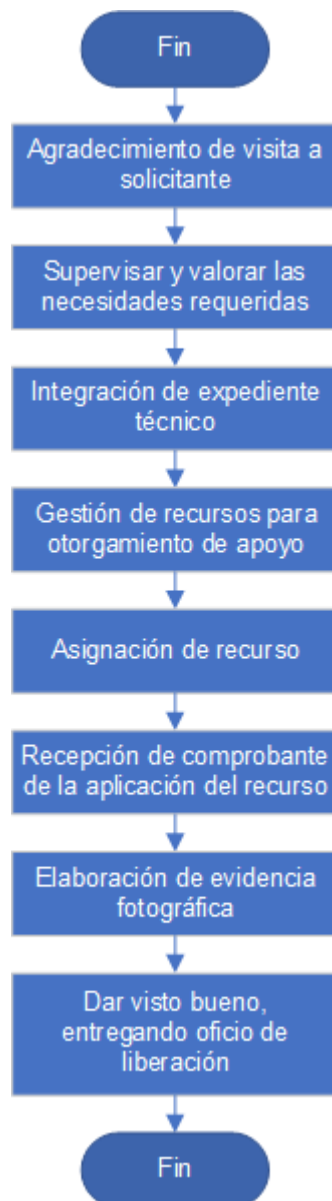 Fin
Agradecimiento de visita a
solicitante
Supervisar y valorar las
necesidades requeridas
Integración de expediente
técnico
Gestión de recursos para
otorgamiento de apoyo
Asignación de recurso
Recepción de comprobante
de la aplicación del recurso
Elaboración de evidencia
fotográfica
Dar visto bueno,
entregando oficio de
liberación
Fin